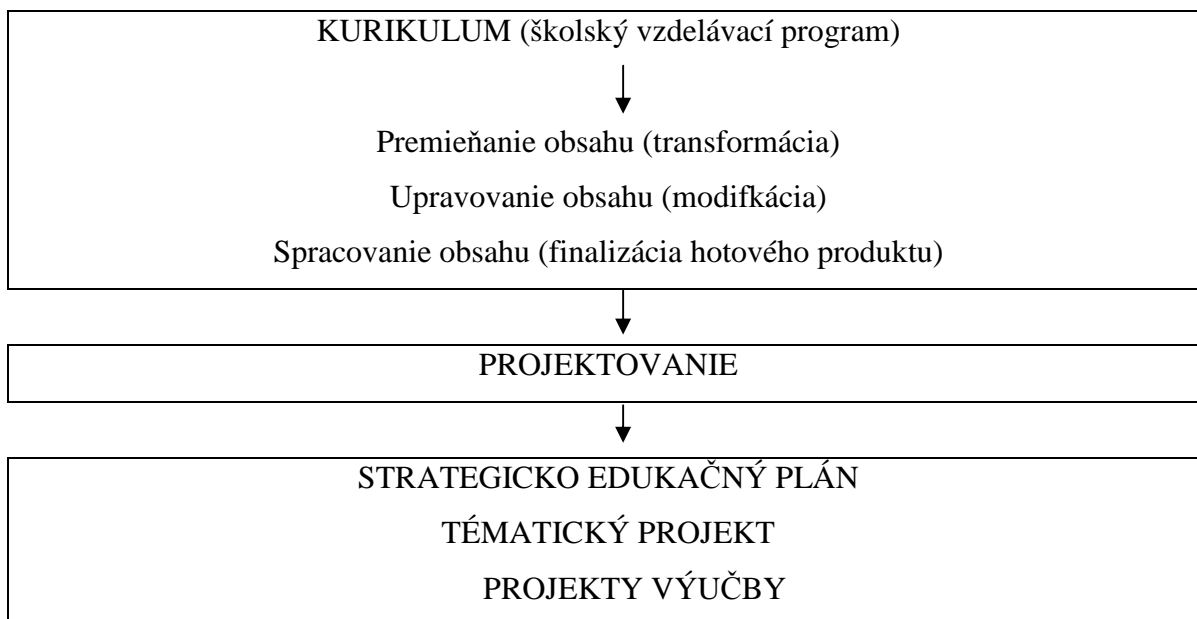 KURIKULUM (školský vzdelávací program)
Premieňanie obsahu (transformácia)
Upravovanie obsahu (modifkácia)
Spracovanie obsahu (finalizácia hotového produktu)
PROJEKTOVANIE
STRATEGICKO EDUKAČNÝ PLÁN
TÉMATICKÝ PROJEKT
PROJEKTY VÝUČBY